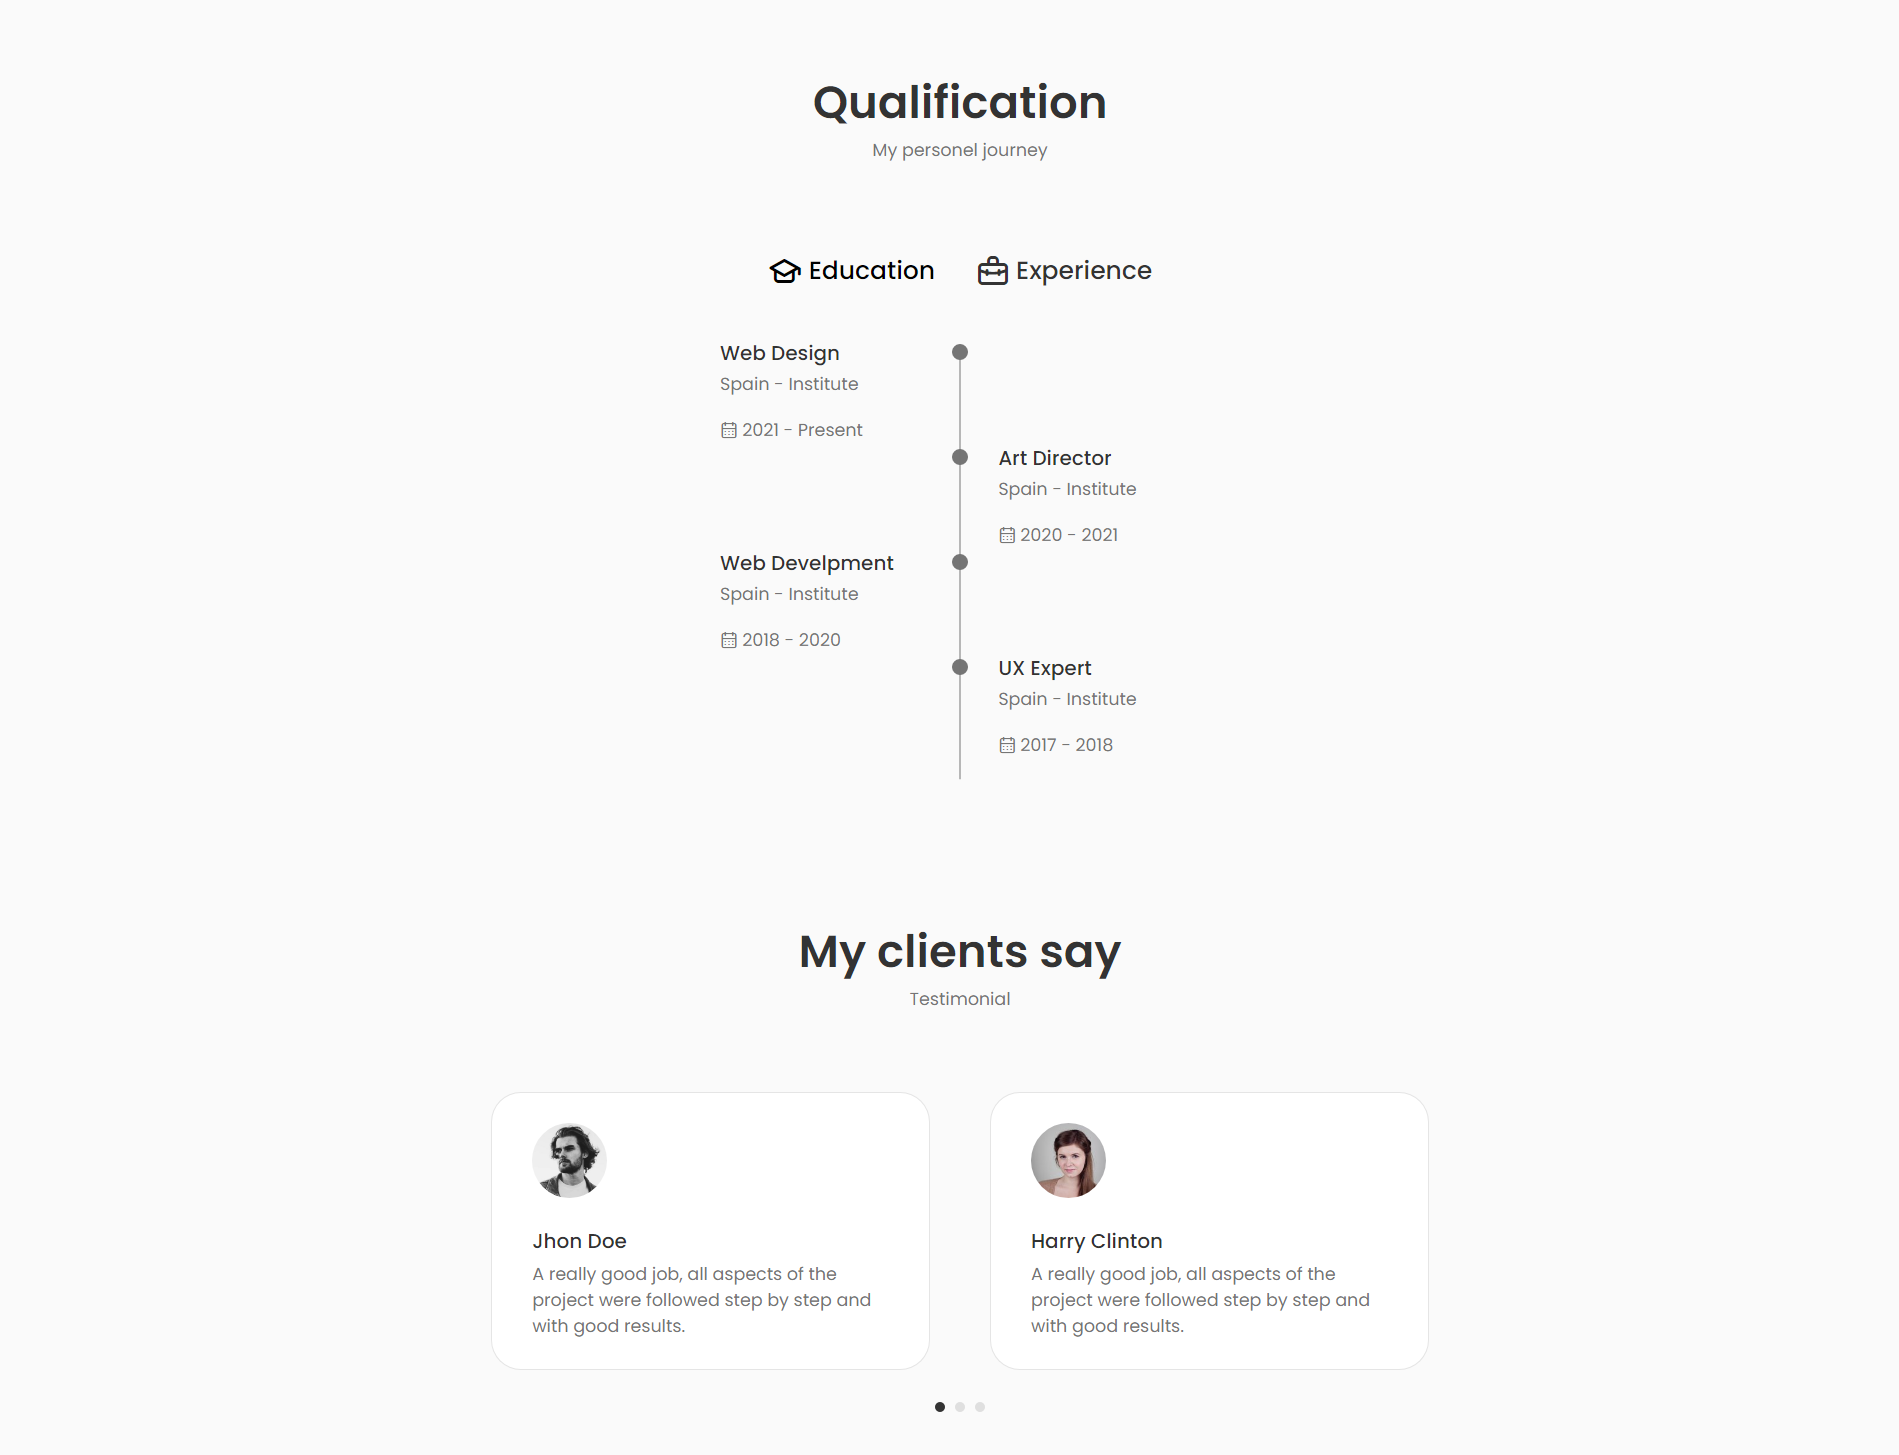 Qualification
My personel journey
Education
Experience
Web Design
Spain - Institute
2021 - Present
Art Director
Spain - Institute
2020 - 2021
Web Develpment
Spain - Institute
2018 - 2020
UX Expert
Spain - Institute
2017 - 2018
My clients say
Testimonial
Jhon Doe
A really good job, all aspects of the
project were followed step by step and
with good results.
Harry Clinton
A really good job, all aspects of the
project were followed step by step and
with good results.